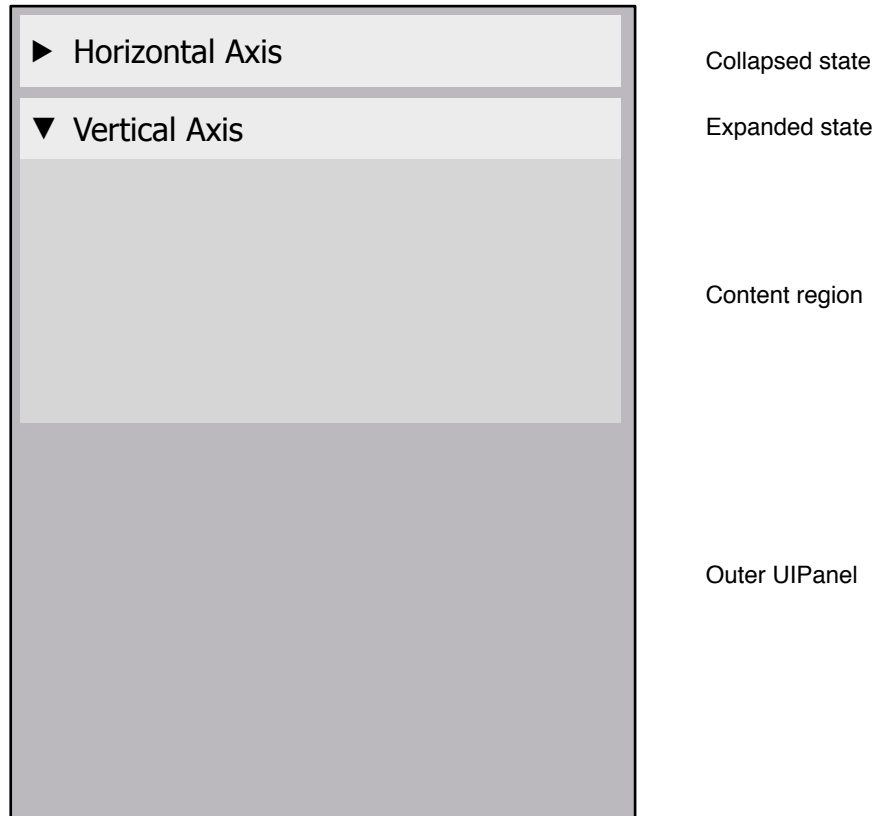 Horizontal Axis
Collapsed state
Vertical Axis
Expanded state
Content region
Outer UIPanel